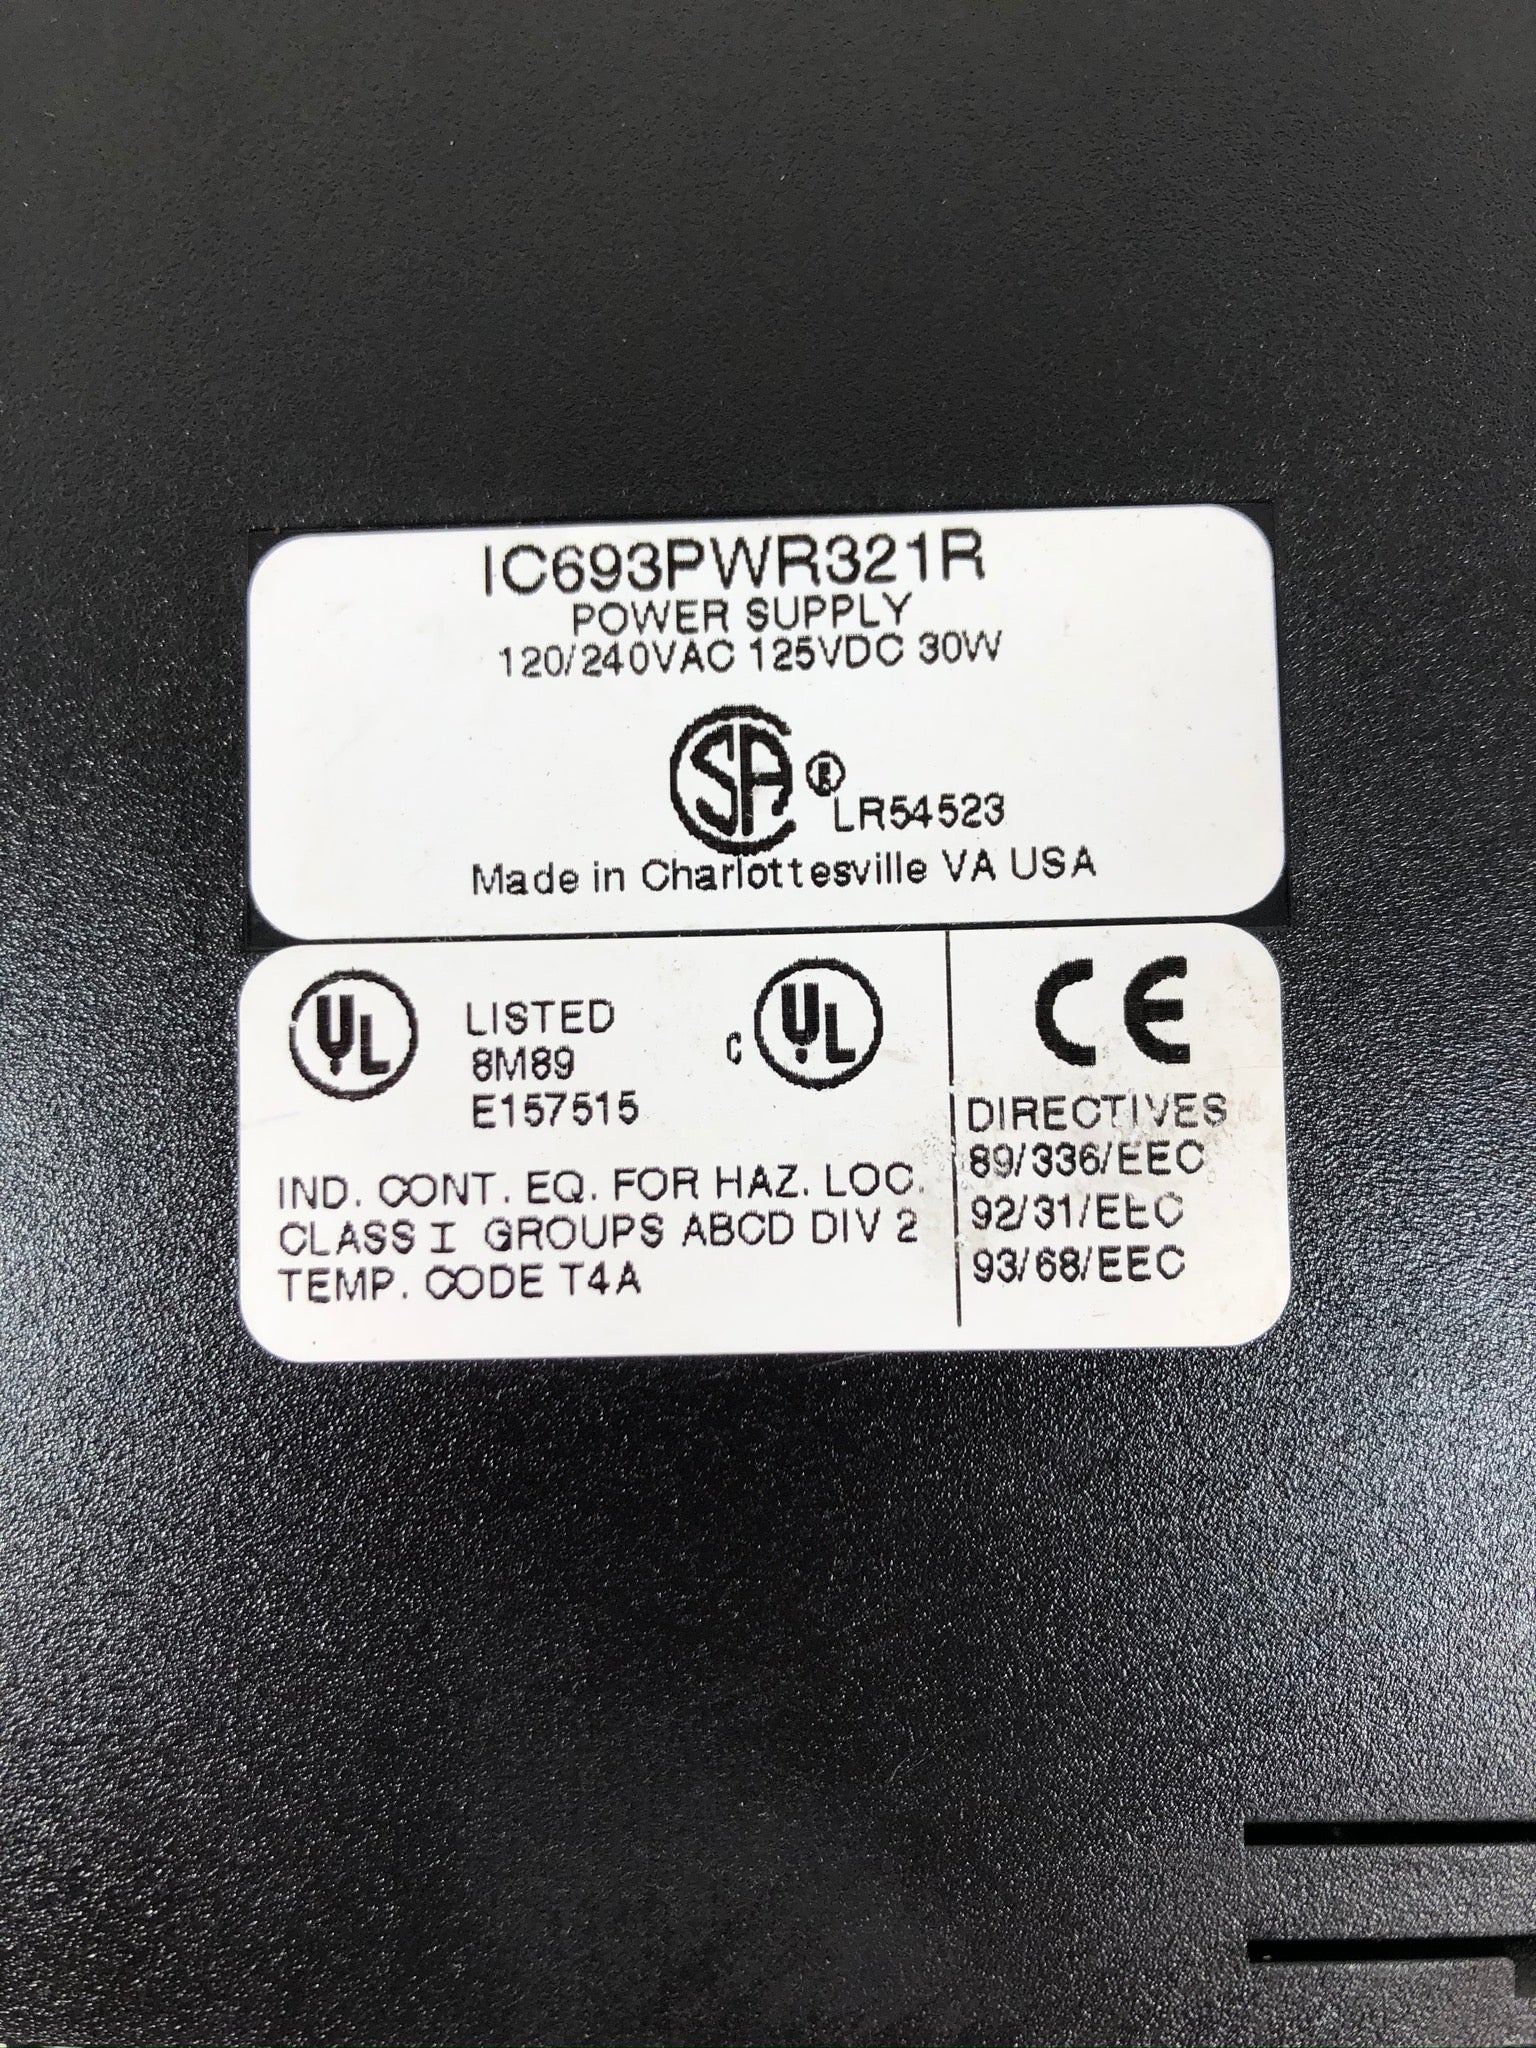 IC693PWR321R
POWER SUPPLY
120/240VAC 125VDC 30W
SA ® LR54523
Made in Charlottesville VA USA
UL LISTED
8M89
E157515
C UL
IND. CONT. EQ. FOR HAZ. LOC.
CLASS I GROUPS ABCD DIV 2
TEMP. CODE T4A
CE
DIRECTIVES
89/336/EEC
92/31/EEC
93/68/EEC